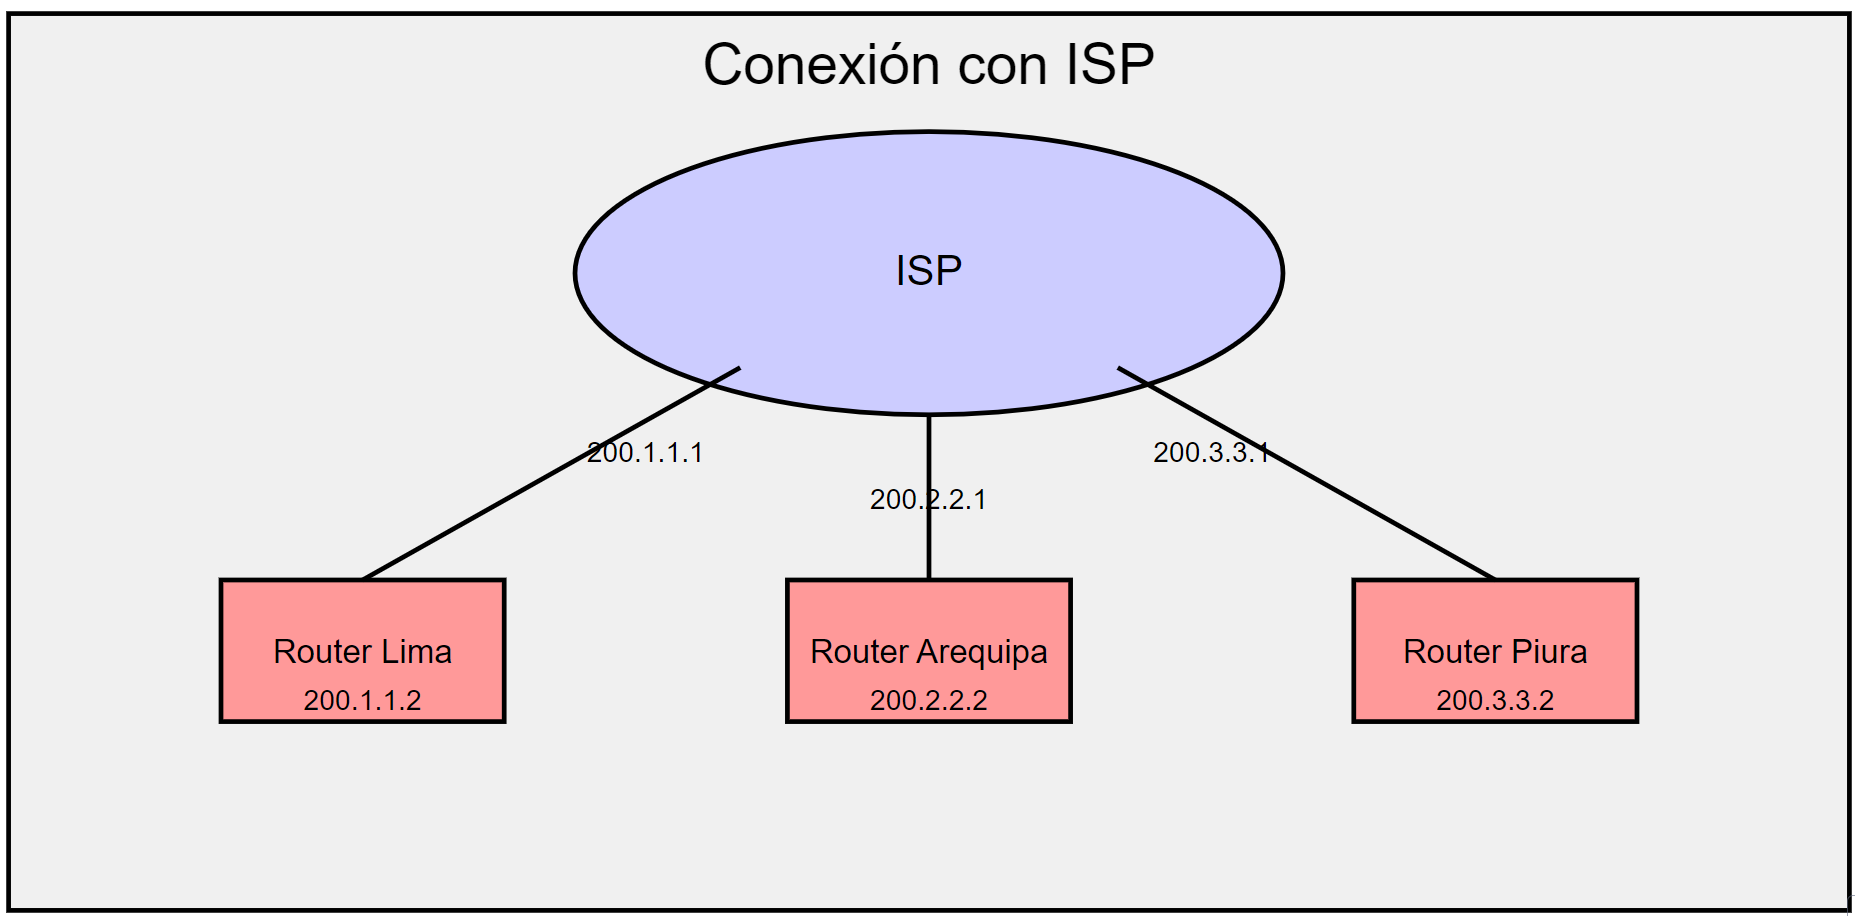 Conexión con ISP
ISP
200.1.1.1
200.3.3.1
200.2.2.1
Router Lima
200.1.1.2
Router Arequipa
200.2.2.2
Router Piura
200.3.3.2